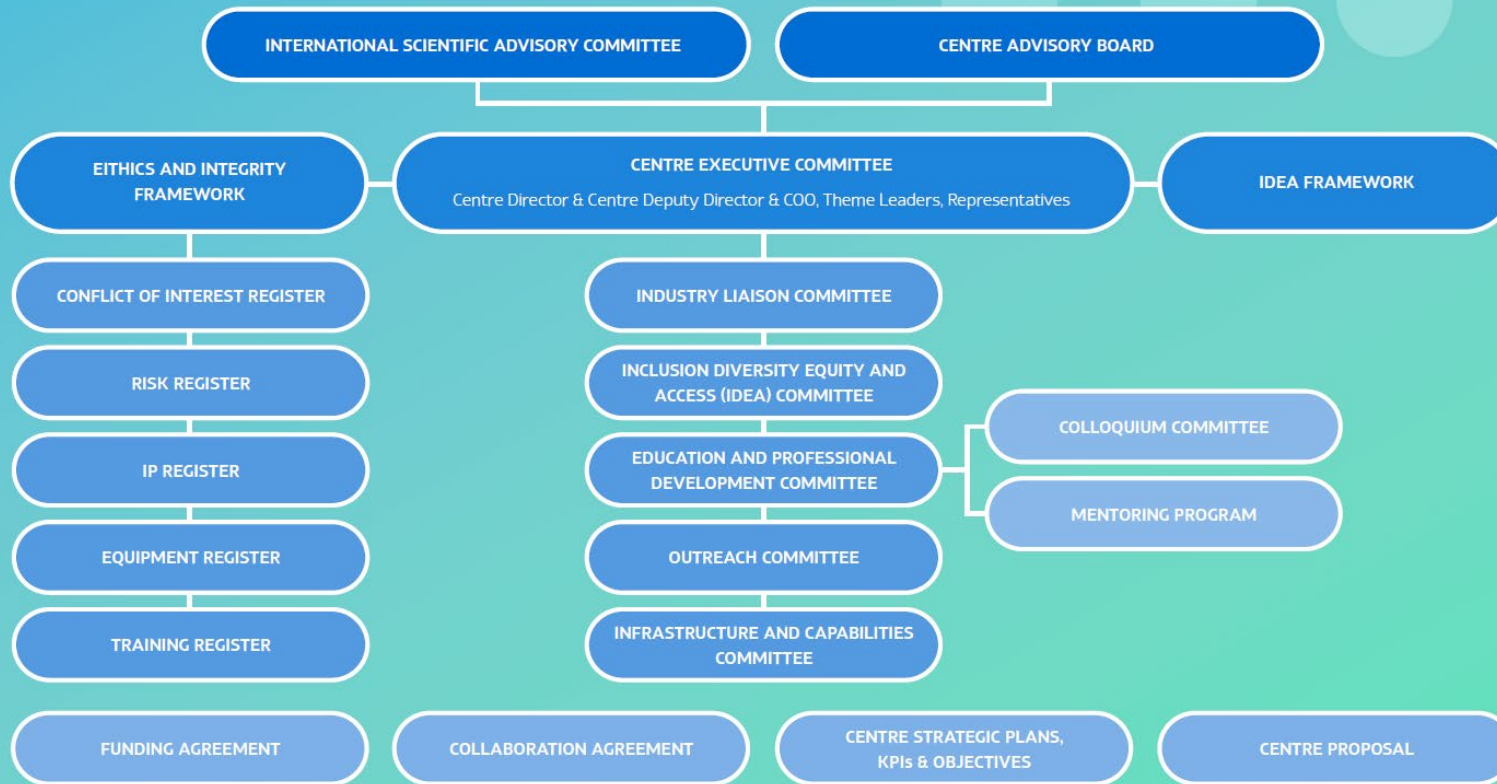 INTERNATIONAL SCIENTIFIC ADVISORY COMMITTEE
CENTRE ADVISORY BOARD
EITHICS AND INTEGRITY
FRAMEWORK
CENTRE EXECUTIVE COMMITTEE
Centre Director & Centre Deputy Director & COO, Theme Leaders, Representatives
IDEA FRAMEWORK
CONFLICT OF INTEREST REGISTER
RISK REGISTER
IP REGISTER
EQUIPMENT REGISTER
TRAINING REGISTER
INDUSTRY LIAISON COMMITTEE
INCLUSION DIVERSITY EQUITY AND
ACCESS (IDEA) COMMITTEE
EDUCATION AND PROFESSIONAL
DEVELOPMENT COMMITTEE
OUTREACH COMMITTEE
INFRASTRUCTURE AND CAPABILITIES
COMMITTEE
COLLOQUIUM COMMITTEE
MENTORING PROGRAM
FUNDING AGREEMENT
COLLABORATION AGREEMENT
CENTRE STRATEGIC PLANS,
KPIs & OBJECTIVES
CENTRE PROPOSAL